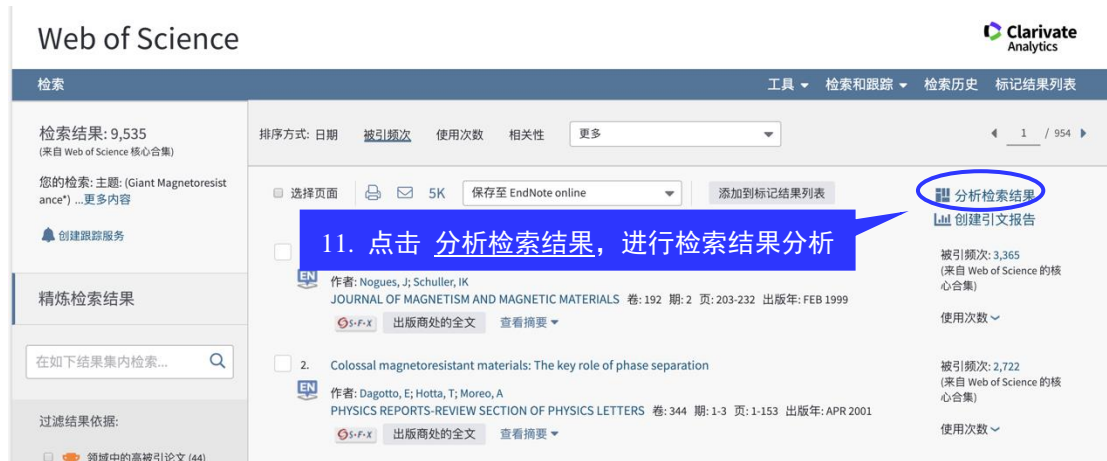 Web of Science
Clarivate
Analytics
检索
工具
检索和跟踪
检索历史
标记结果列表
检索结果: 9,535
(来自 Web of Science 核心合集)
您的检索: 主题: (Giant Magnetoresist
ance*) ...更多内容
创建跟踪服务
精炼检索结果
在如下结果集内检索...
过滤结果依据:
领域中的高被引论文 (44)
排序方式: 日期 被引频次 使用次数 相关性 更多
1 / 954
选择页面 5K 保存至 EndNote online 添加到标记结果列表
分析检索结果
创建引文报告
11. 点击 分析检索结果，进行检索结果分析
EN
作者: Nogues, J; Schuller, IK
JOURNAL OF MAGNETISM AND MAGNETIC MATERIALS 卷: 192 期: 2 页: 203-232 出版年: FEB 1999
S·F·X 出版商处的全文 查看摘要
被引频次: 3,365
(来自 Web of Science 的核
心合集)
使用次数
2. Colossal magnetoresistant materials: The key role of phase separation
EN
作者: Dagotto, E; Hotta, T; Moreo, A
PHYSICS REPORTS-REVIEW SECTION OF PHYSICS LETTERS 卷: 344 期: 1-3 页: 1-153 出版年: APR 2001
S·F·X 出版商处的全文 查看摘要
被引频次: 2,722
(来自 Web of Science 的核
心合集)
使用次数